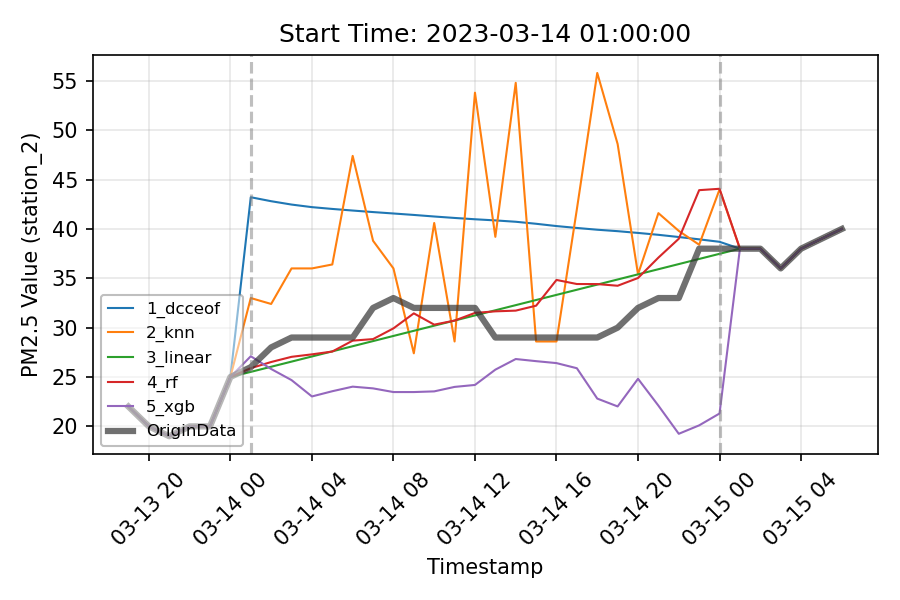 Start Time: 2023-03-14 01:00:00
PM2.5 Value (station_2)
55
50
45
40
35
30
25
20
1_dcceof
2_knn
3_linear
4_rf
5_xgb
OriginData
03-13 20
03-14 00
03-14 04
03-14 08
03-14 12
03-14 16
03-14 20
03-15 00
03-15 04
Timestamp